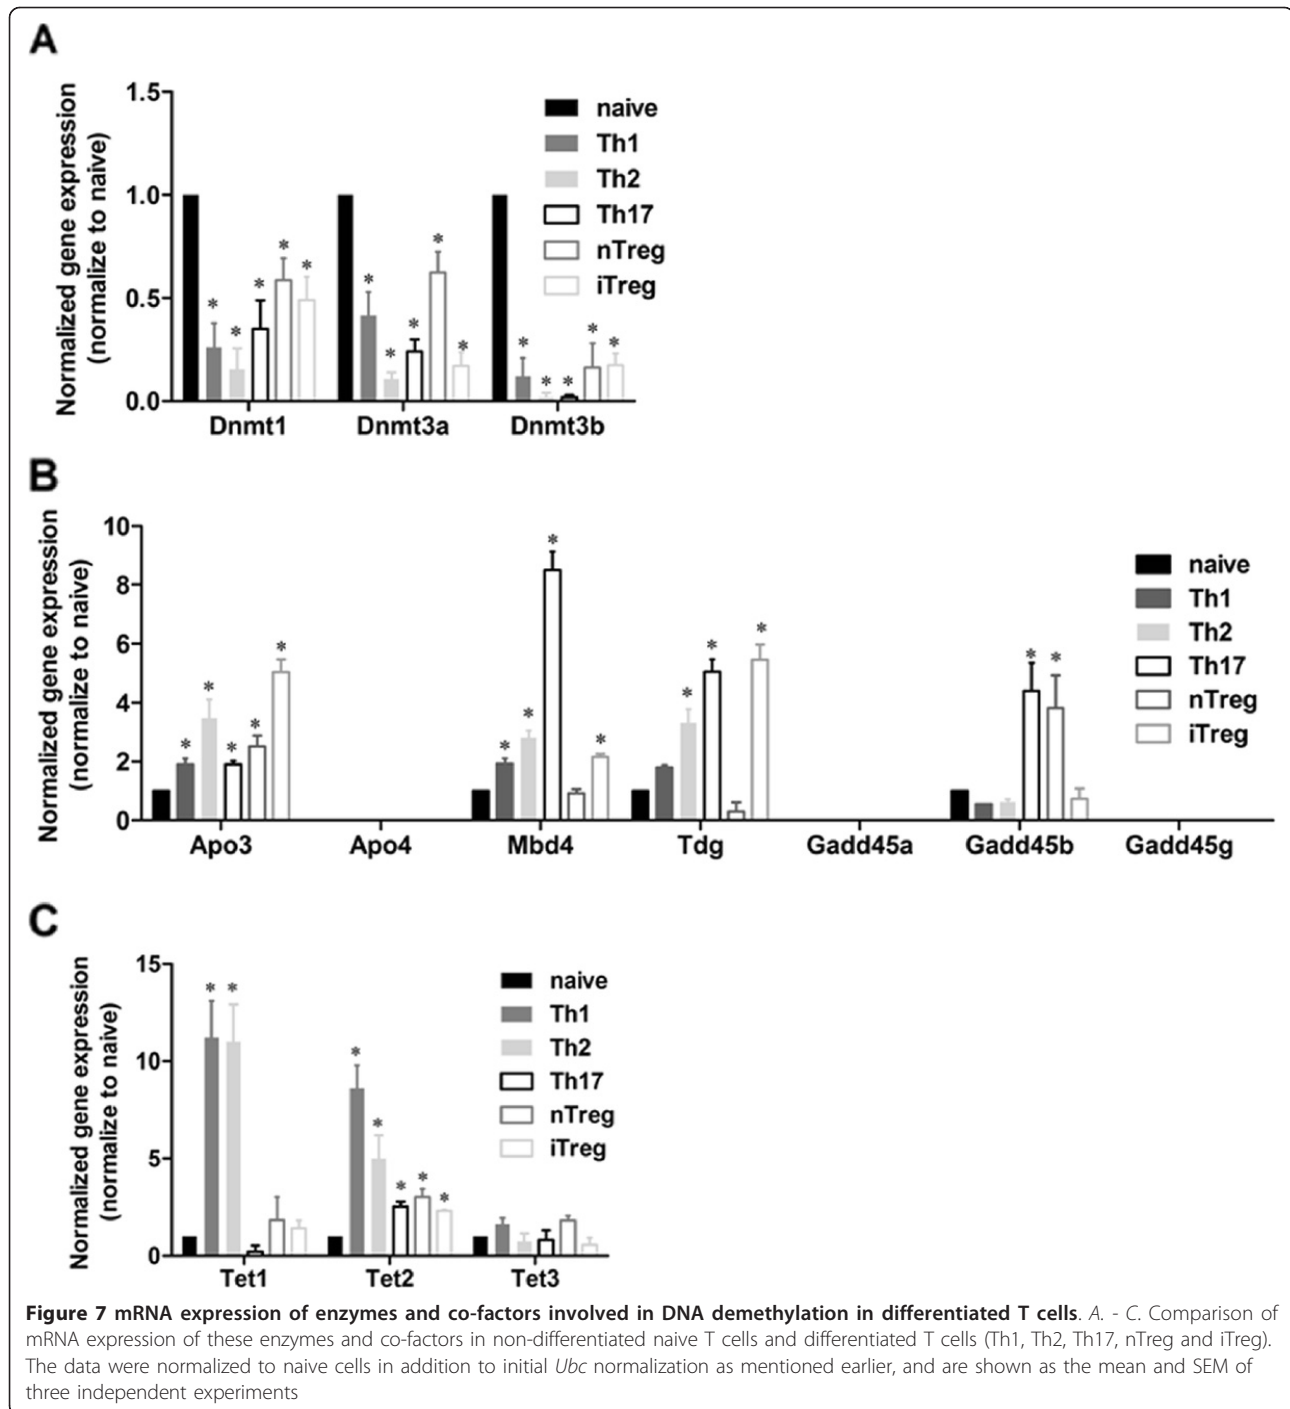 A
Normalized gene expression
(normalize to naive)
1.5
1.0
0.5
0.0
naive
Th1
Th2
Th17
nTreg
iTreg
* * * * *
* * * * *
* * * * *
Dnmt1 Dnmt3a Dnmt3b
B
Normalized gene expression
(normalize to naive)
10
8
6
4
2
0
naive
Th1
Th2
Th17
nTreg
iTreg
* * * * *
* * * *
* * *
* *
Apo3 Apo4 Mbd4 Tdg Gadd45a Gadd45b Gadd45g
C
Normalized gene expression
(normalize to naive)
15
10
5
0
naive
Th1
Th2
Th17
nTreg
iTreg
* *
* * * * *
Tet1 Tet2 Tet3
Figure 7 mRNA expression of enzymes and co-factors involved in DNA demethylation in differentiated T cells. A. - C. Comparison of
mRNA expression of these enzymes and co-factors in non-differentiated naive T cells and differentiated T cells (Th1, Th2, Th17, nTreg and iTreg).
The data were normalized to naive cells in addition to initial Ubc normalization as mentioned earlier, and are shown as the mean and SEM of
three independent experiments